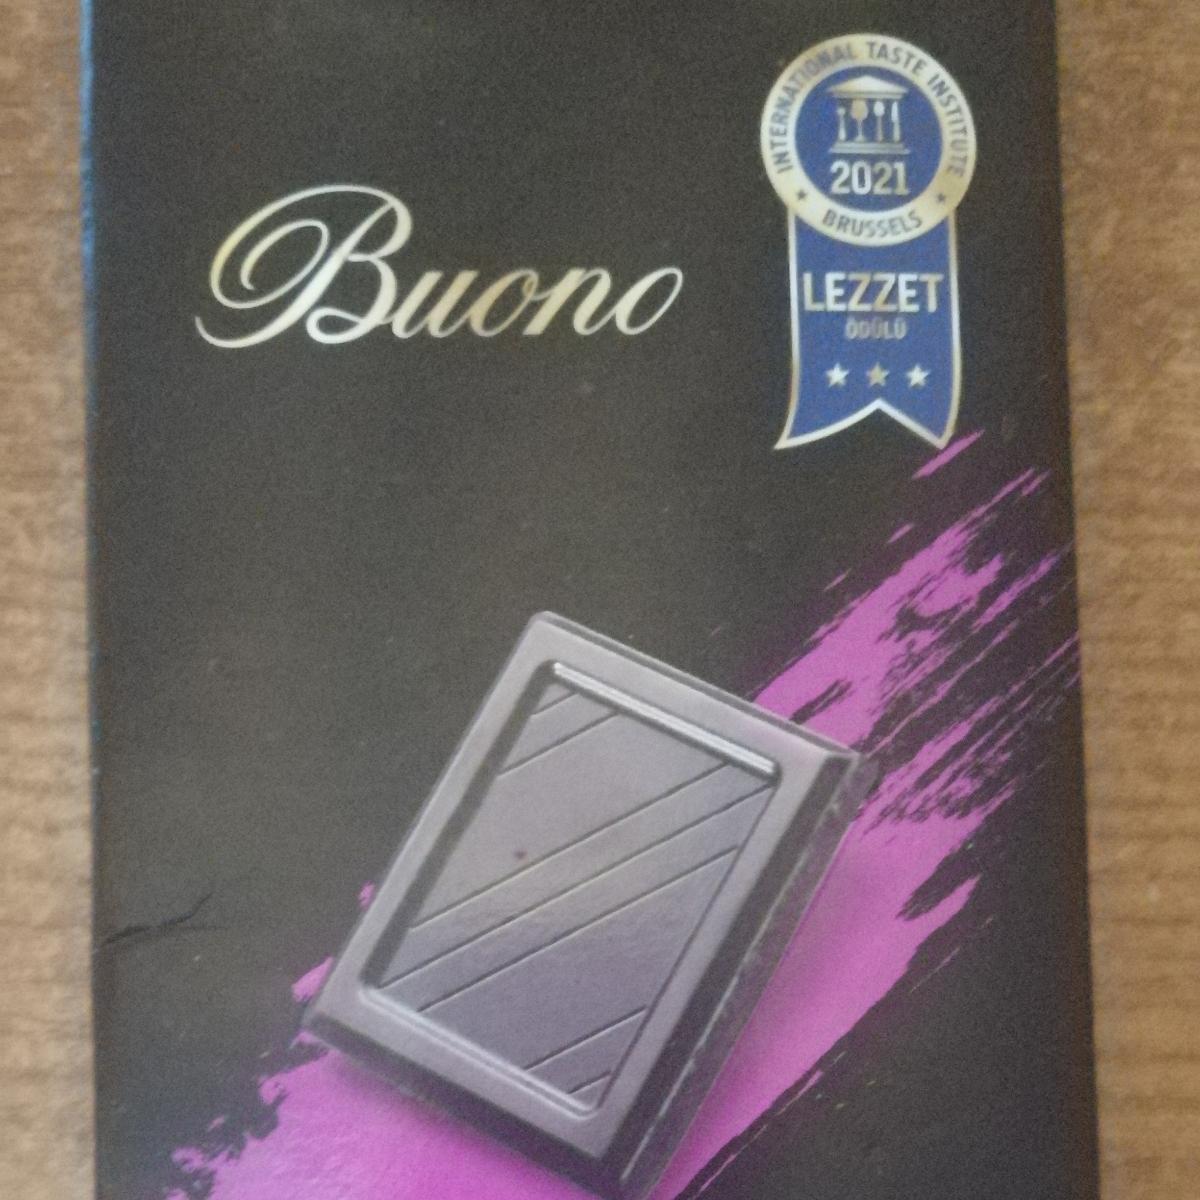 INTERNATIONAL TASTE INSTITUTE
2021
BRUSSELS
Buono
LEZZET
ÖDÜLÜ